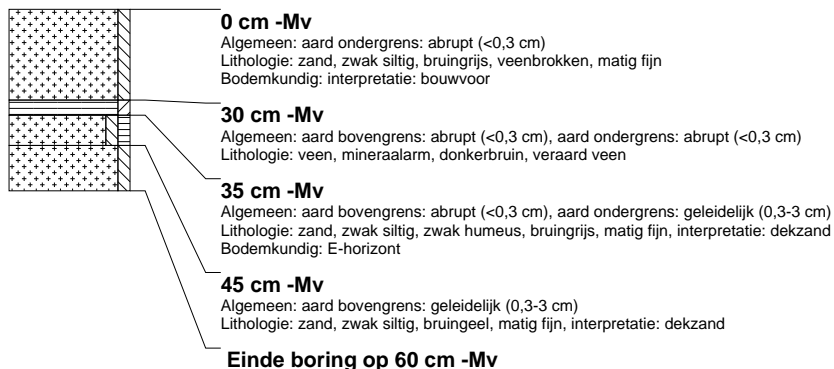 0 cm -Mv
Algemeen: aard ondergrens: abrupt (<0,3 cm)
Lithologie: zand, zwak siltig, bruingrijs, veenbrokken, matig fijn
Bodemkundig: interpretatie: bouwvoor
30 cm -Mv
Algemeen: aard bovengrens: abrupt (<0,3 cm), aard ondergrens: abrupt (<0,3 cm)
Lithologie: veen, mineraalarm, donkerbruin, veraard veen
35 cm -Mv
Algemeen: aard bovengrens: abrupt (<0,3 cm), aard ondergrens: geleidelijk (0,3-3 cm)
Lithologie: zand, zwak siltig, zwak humeus, bruingrijs, matig fijn, interpretatie: dekzand
Bodemkundig: E-horizont
45 cm -Mv
Algemeen: aard bovengrens: geleidelijk (0,3-3 cm)
Lithologie: zand, zwak siltig, bruingeel, matig fijn, interpretatie: dekzand
Einde boring op 60 cm -Mv